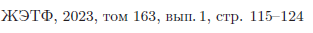 ЖЭТФ, 2023, том 163, вып. 1, стр. 115–124